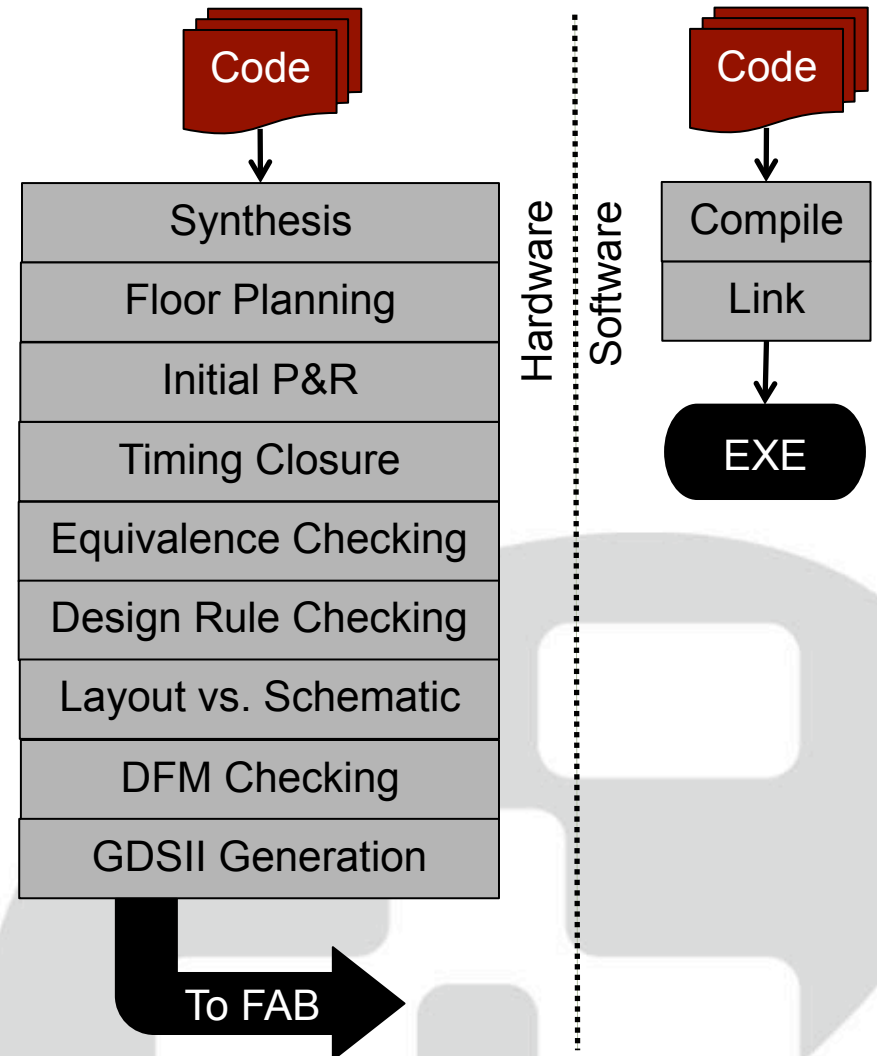 Code
Synthesis
Floor Planning
Initial P&R
Timing Closure
Equivalence Checking
Design Rule Checking
Layout vs. Schematic
DFM Checking
GDSII Generation
To FAB
Hardware
Software
Code
Compile
Link
EXE